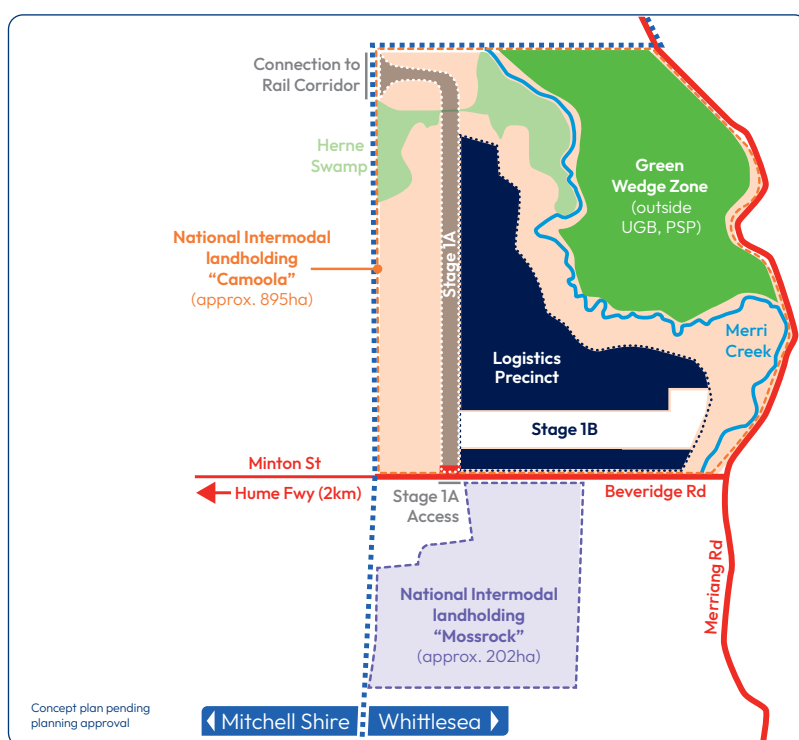 Connection to
Rail Corridor
Herne
Swamp
Green
Wedge Zone
(outside
UGB, PSP)
National Intermodal
landholding
“Camoola”
(approx. 895ha)
Stage 1A
Merri
Creek
Logistics
Precinct
Stage 1B
Minton St
Hume Fwy (2km)
Stage 1A
Access
Beveridge Rd
National Intermodal
landholding
“Mossrock”
(approx. 202ha)
Merriang Rd
Concept plan pending
planning approval
Mitchell Shire
Whittlesea